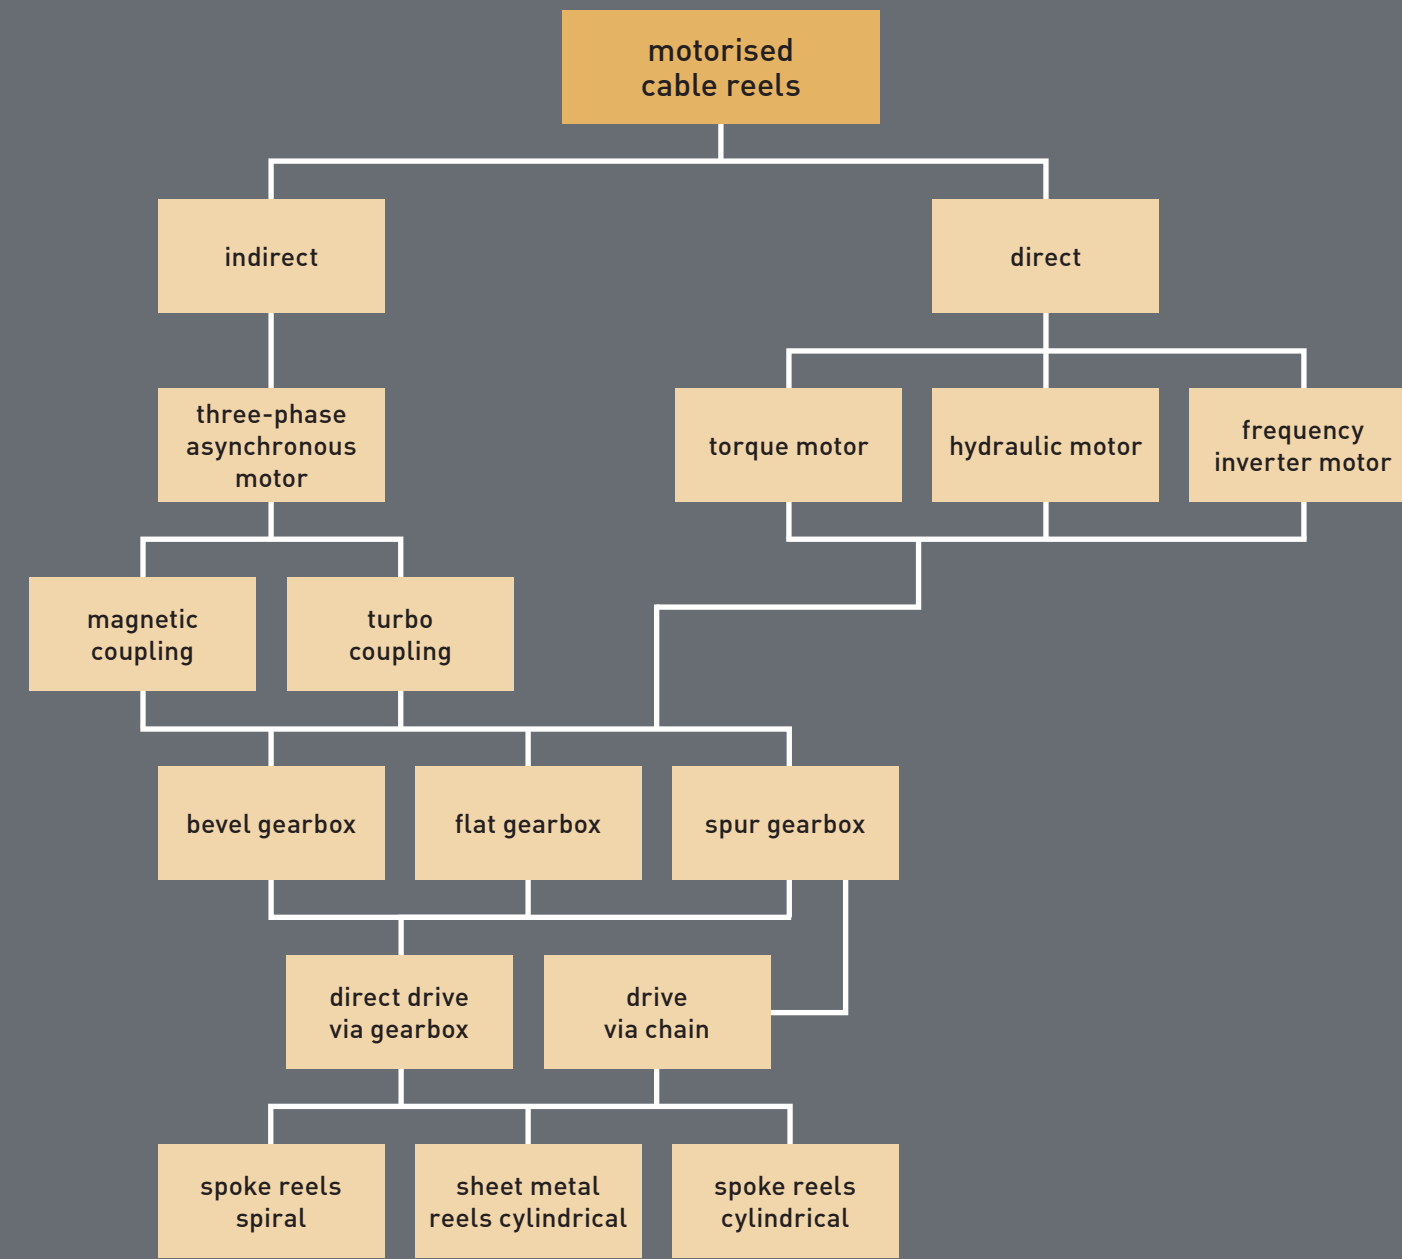 motorised
cable reels
indirect
direct
three-phase
asynchronous
motor
torque motor
hydraulic motor
frequency
inverter motor
magnetic
coupling
turbo
coupling
bevel gearbox
flat gearbox
spur gearbox
direct drive
via gearbox
drive
via chain
spoke reels
spiral
sheet metal
reels cylindrical
spoke reels
cylindrical